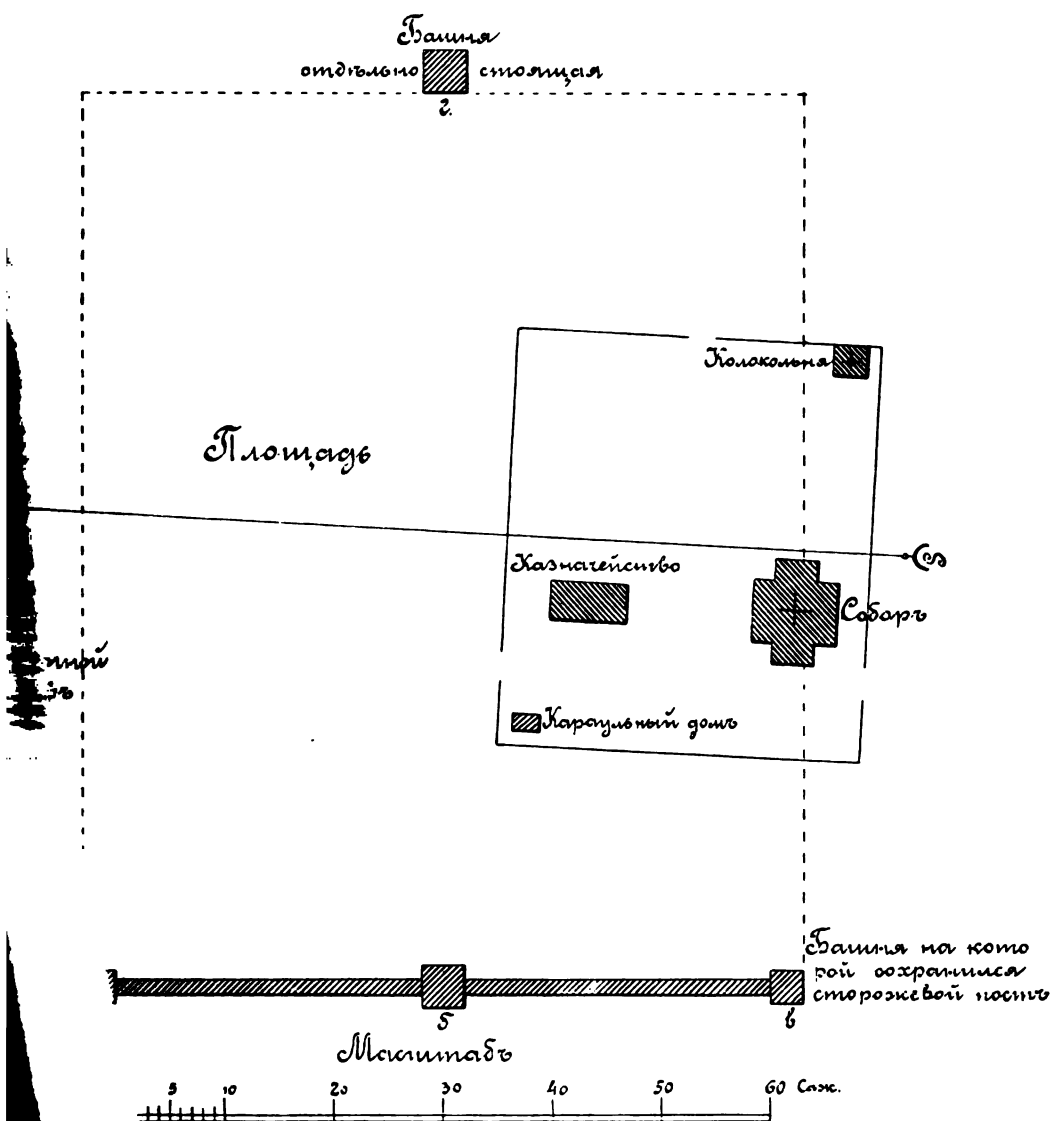 Башня
отдѣльно стоящая
г.
Колокольня
Площадь
Казначейство
Соборъ
Караульный домъ
Башня на кото
рой сохранился
сторожевой постъ
Б
в
Масштабъ
5 10 20 30 40 50 60 Саж.